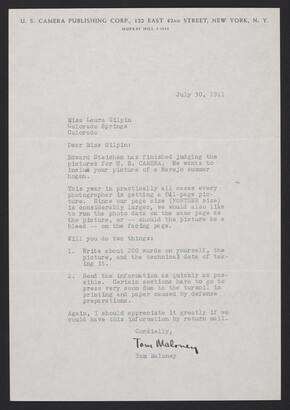 U. S. CAMERA PUBLISHING CORP., 122 EAST 42ND STREET, NEW YORK, N. Y.
MURRAY HILL
July 30, 1941
Miss Laura Gilpin
Colorado Springs
Colorado
Dear Miss Gilpin:
Edward Steichen has finished judging the
pictures for U. S. CAMERA. He wants to
include your picture of a Navajo summer
hogan.
This year in practically all cases every
photographer is getting a full-page pic-
ture. Since our page size (FORTUNE size)
is considerably larger, we would also like
to run the photo data on the same page as
the picture, or -- should the picture be a
bleed -- on the facing page.
Will you do two things:
1. Write about 200 words on yourself, the
picture, and the technical data of tak-
ing it.
2. Send the information as quickly as pos-
sible. Certain sections have to go to
press very soon due to the turmoil in
printing and paper caused by defense
preparations.
Again, I should appreciate it greatly if we
could have this information by return mail.
Cordially,
Tom Maloney
Tom Maloney